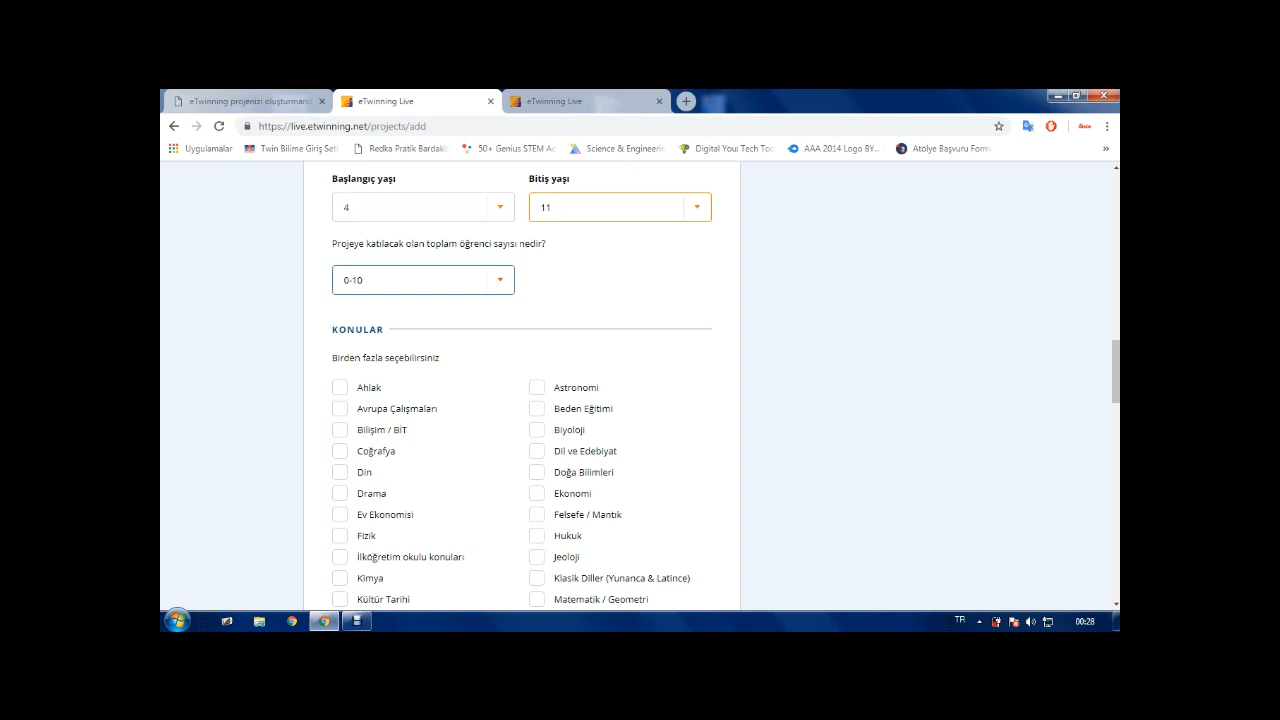 eTwinning projenizi oluşturmanı
eTwinning Live
eTwinning Live
https://live.etwinning.net/projects/add
Uygulamalar
Twin Bilime Giriş Seti
Redka Pratik Bardakla
50+ Genius STEM Ac
Science & Engineerin
Digital You: Tech Too
AAA 2014 Logo BY...
Atölye Başvuru Form
»
Başlangıç yaşı
Bitiş yaşı
4
11
Projeye katılacak olan toplam öğrenci sayısı nedir?
0-10
KONULAR
Birden fazla seçebilirsiniz
Ahlak
Astronomi
Avrupa Çalışmaları
Beden Eğitimi
Bilişim / BİT
Biyoloji
Coğrafya
Dil ve Edebiyat
Din
Doğa Bilimleri
Drama
Ekonomi
Ev Ekonomisi
Felsefe / Mantık
Fizik
Hukuk
İlköğretim okulu konuları
Jeoloji
Kimya
Klasik Diller (Yunanca & Latince)
Kültür Tarihi
Matematik / Geometri
TR
00:28